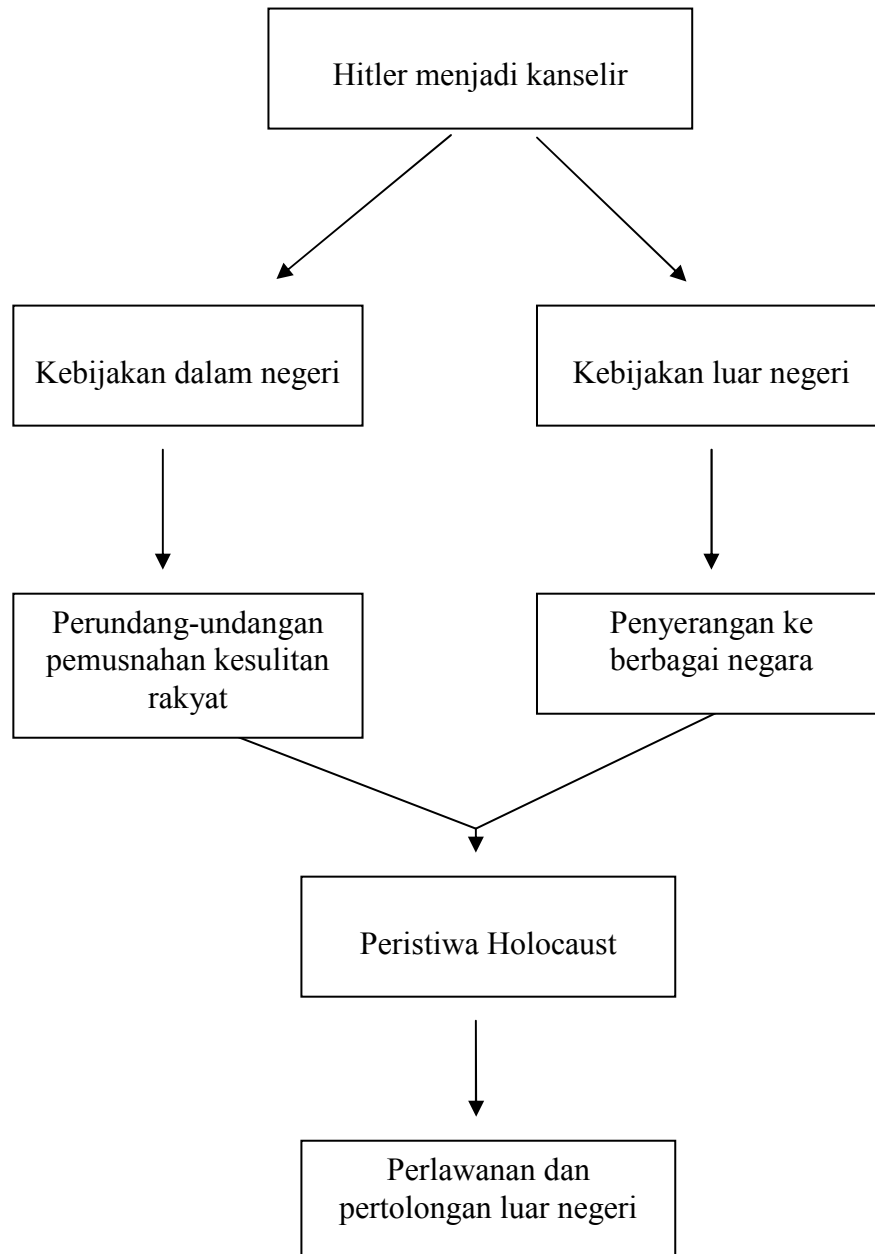 Hitler menjadi kanselir
Kebijakan dalam negeri
Kebijakan luar negeri
Perundang-undangan
pemusnahan kesulitan
rakyat
Penyerangan ke
berbagai negara
Peristiwa Holocaust
Perlawanan dan
pertolongan luar negeri